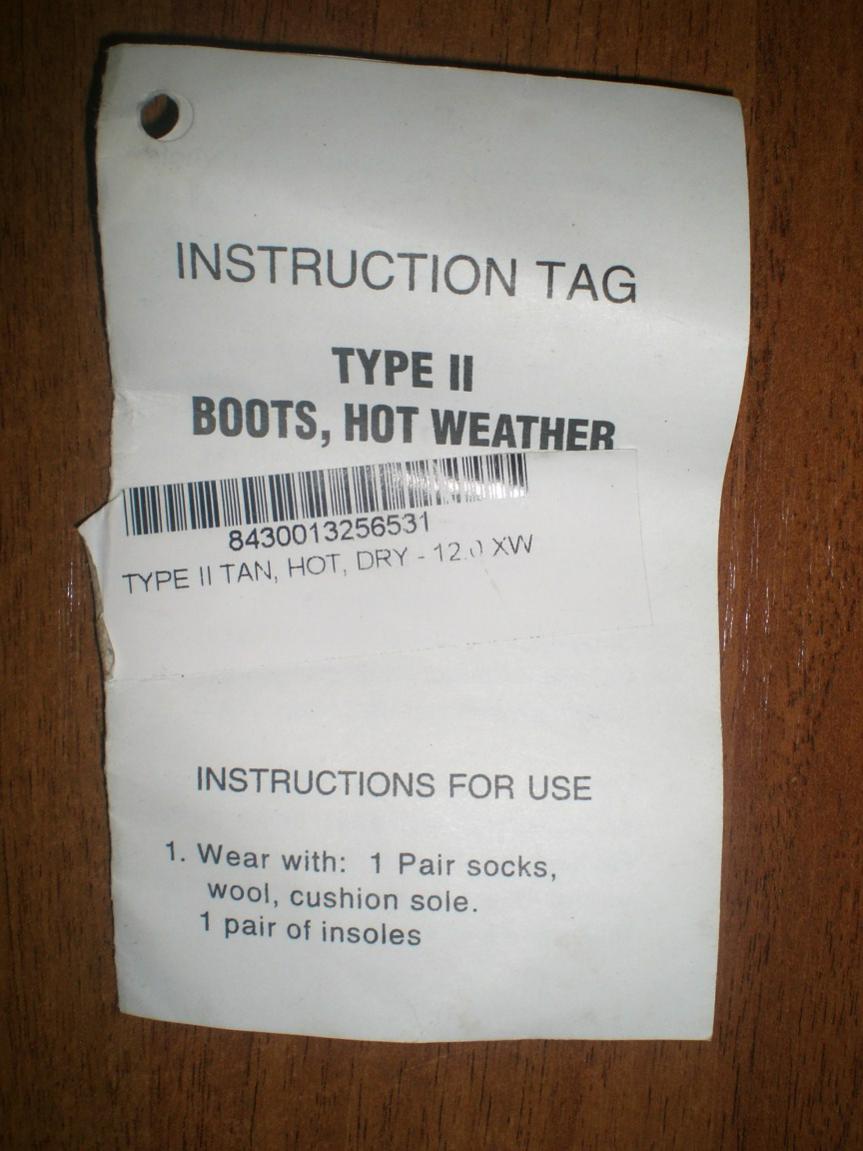 INSTRUCTION TAG
TYPE II
BOOTS, HOT WEATHER
8430013256531
TYPE II TAN, HOT, DRY - 12.0 XW
INSTRUCTIONS FOR USE
1. Wear with: 1 Pair socks,
wool, cushion sole.
1 pair of insoles